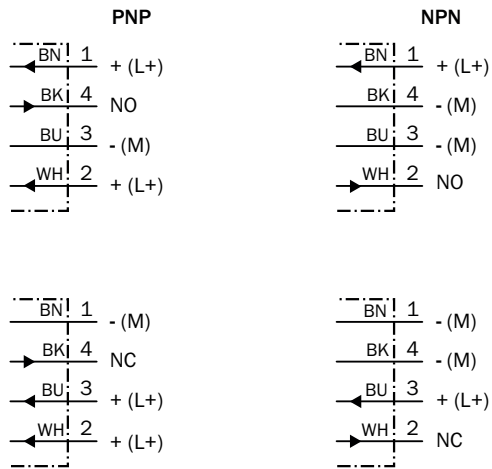 PNP
BN 1 + (L+)
BK 4 NO
BU 3 - (M)
WH 2 + (L+)
NPN
BN 1 + (L+)
BK 4 - (M)
BU 3 - (M)
WH 2 NO
BN 1 - (M)
BK 4 NC
BU 3 + (L+)
WH 2 + (L+)
BN 1 - (M)
BK 4 - (M)
BU 3 + (L+)
WH 2 NC